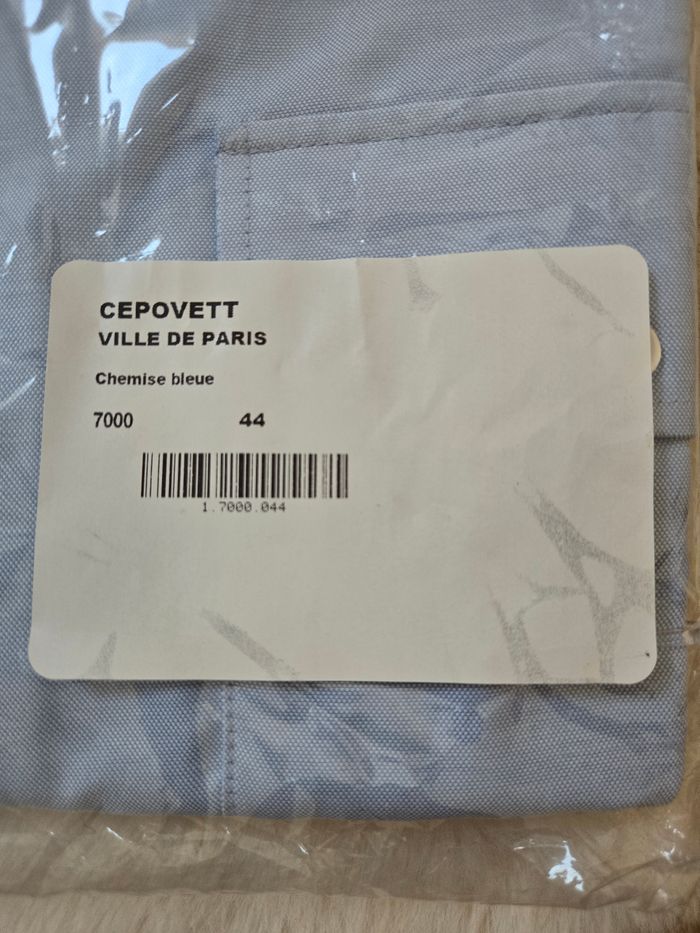 CEPOVETT
VILLE DE PARIS
Chemise bleue
7000 44
1.7000.044